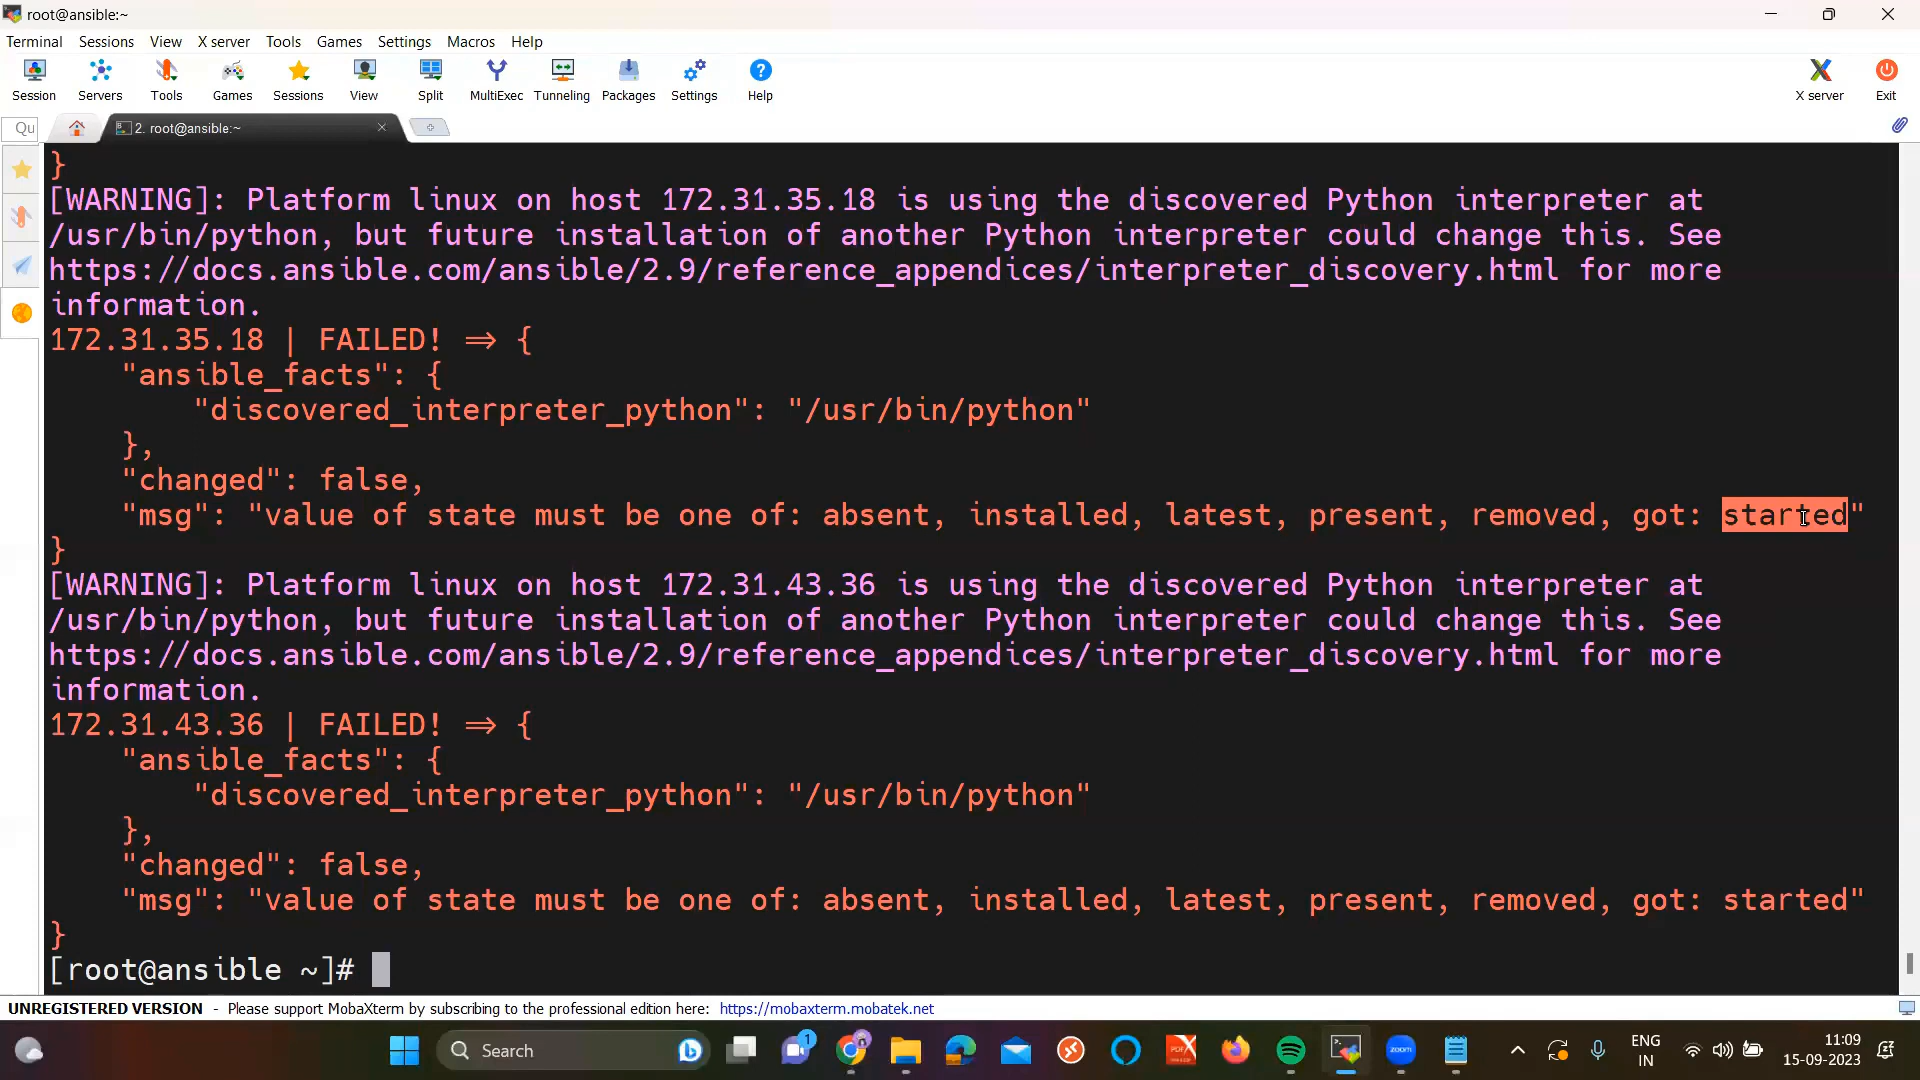 root@ansible:~
Terminal Sessions View X server Tools Games Settings Macros Help
Session Servers Tools Games Sessions View Split MultiExec Tunneling Packages Settings Help X server Exit
Qu 2. root@ansible:~
}
[WARNING]: Platform linux on host 172.31.35.18 is using the discovered Python interpreter at
/usr/bin/python, but future installation of another Python interpreter could change this. See
https://docs.ansible.com/ansible/2.9/reference_appendices/interpreter_discovery.html for more
information.
172.31.35.18 | FAILED! => {
    "ansible_facts": {
        "discovered_interpreter_python": "/usr/bin/python"
    },
    "changed": false,
    "msg": "value of state must be one of: absent, installed, latest, present, removed, got: started"
}
[WARNING]: Platform linux on host 172.31.43.36 is using the discovered Python interpreter at
/usr/bin/python, but future installation of another Python interpreter could change this. See
https://docs.ansible.com/ansible/2.9/reference_appendices/interpreter_discovery.html for more
information.
172.31.43.36 | FAILED! => {
    "ansible_facts": {
        "discovered_interpreter_python": "/usr/bin/python"
    },
    "changed": false,
    "msg": "value of state must be one of: absent, installed, latest, present, removed, got: started"
}
[root@ansible ~]#
UNREGISTERED VERSION - Please support MobaXterm by subscribing to the professional edition here: https://mobaxterm.mobatek.net
Search 1 PDF zoom ENG 11:09
IN 15-09-2023